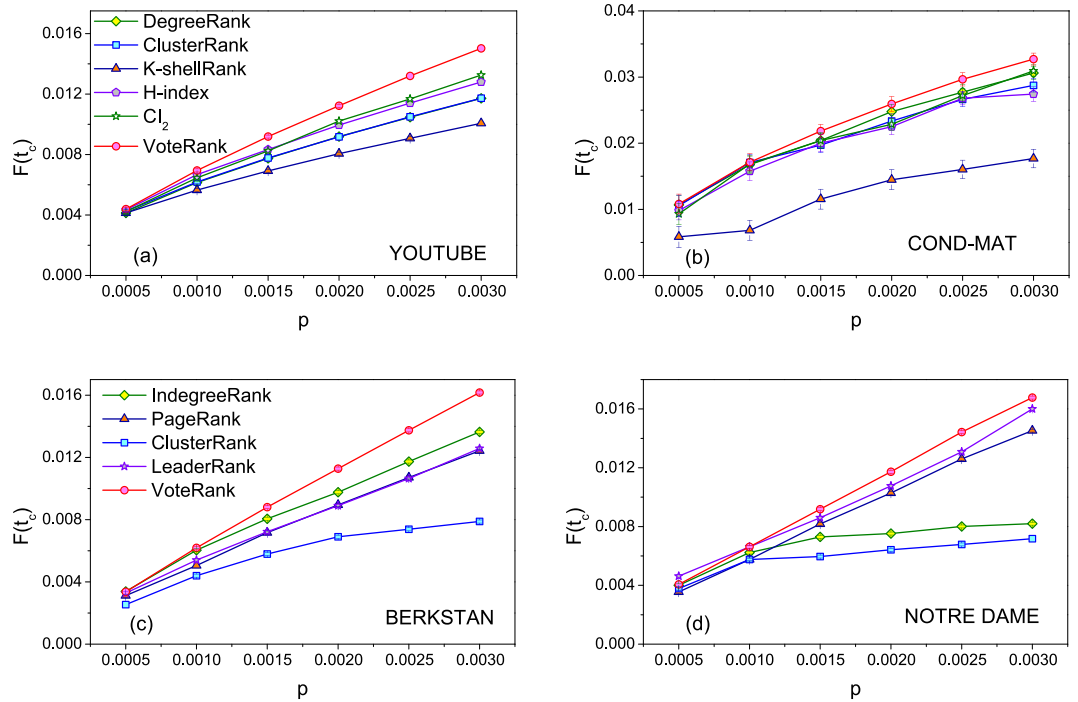 DegreeRank
ClusterRank
K-shellRank
H-index
CI2
VoteRank
0.016
0.012
0.008
0.004
0.000
F(tc)
0.0005 0.0010 0.0015 0.0020 0.0025 0.0030
p
(a)
YOUTUBE
0.04
0.03
0.02
0.01
0.00
F(tc)
0.0005 0.0010 0.0015 0.0020 0.0025 0.0030
p
(b)
COND-MAT
IndegreeRank
PageRank
ClusterRank
LeaderRank
VoteRank
0.016
0.012
0.008
0.004
0.000
F(tc)
0.0005 0.0010 0.0015 0.0020 0.0025 0.0030
p
(c)
BERKSTAN
0.016
0.012
0.008
0.004
0.000
F(tc)
0.0005 0.0010 0.0015 0.0020 0.0025 0.0030
p
(d)
NOTRE DAME